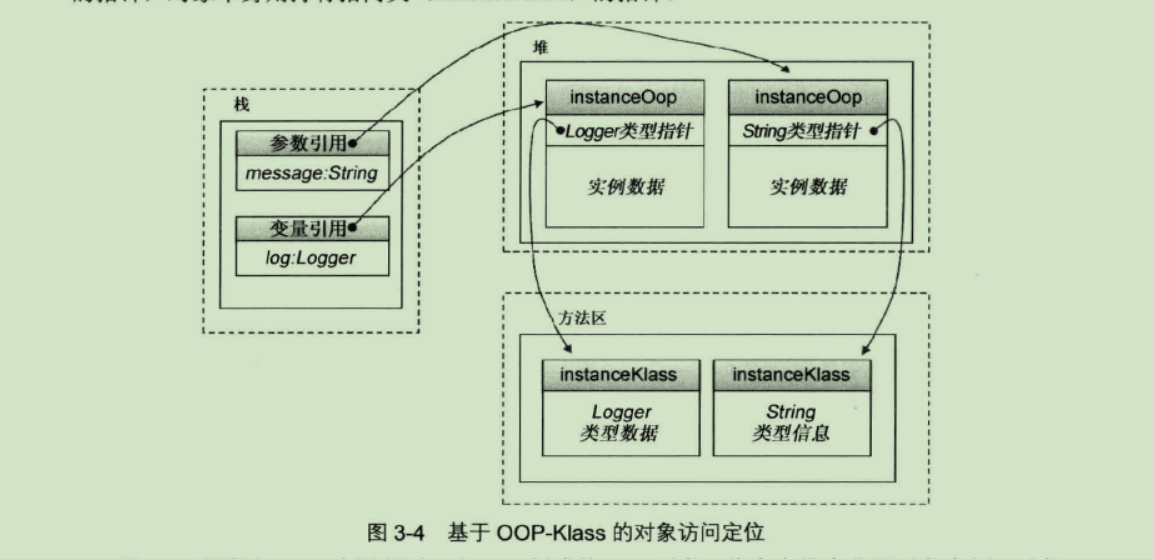 堆
instanceOop
instanceOop
Logger类型指针
String类型指针
实例数据
实例数据
栈
参数引用
message:String
变量引用
log:Logger
方法区
instanceKlass
instanceKlass
Logger
类型数据
String
类型信息
图 3-4 基于 OOP-Klass 的对象访问定位